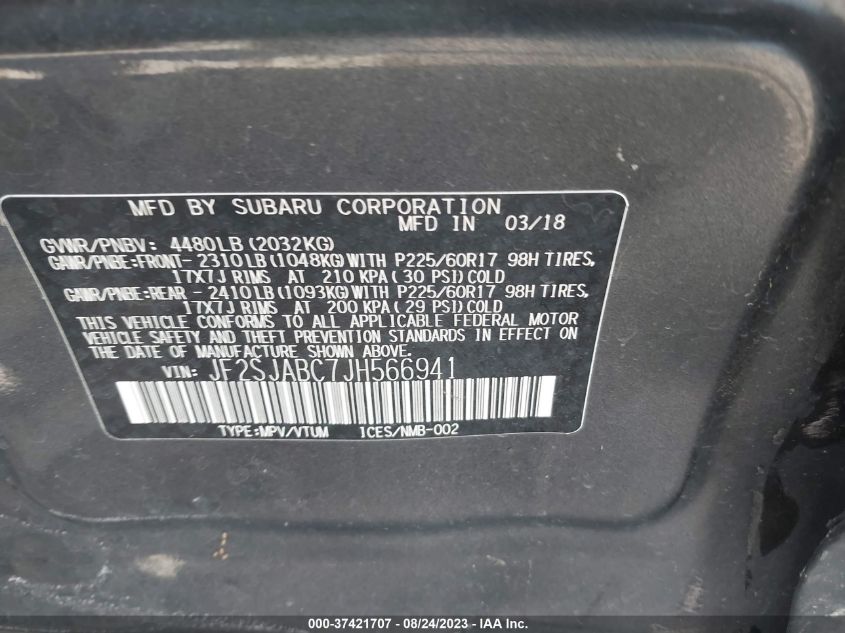 MFD BY SUBARU CORPORATION
MFD IN 03/18
GVWR/PNBV: 4480LB(2032KG)
GAWR/PNBE:FRONT-2310LB(1048KG)WITH P225/60R17 98H TIRES,
17X7J RIMS AT 210 KPA(30 PSI)COLD
GAWR/PNBE:REAR -2410LB(1093KG)WITH P225/60R17 98H TIRES,
17X7J RIMS AT 200 KPA(29 PSI)COLD
THIS VEHICLE CONFORMS TO ALL APPLICABLE FEDERAL MOTOR
VEHICLE SAFETY AND THEFT PREVENTION STANDARDS IN EFFECT ON
THE DATE OF MANUFACTURE SHOWN ABOVE.
VIN: JF2SJABC7JH566941
TYPE:MPV/VTUM 1CES/NMB-002
000-37421707 - 08/24/2023 - Copyright © IAA, Inc.